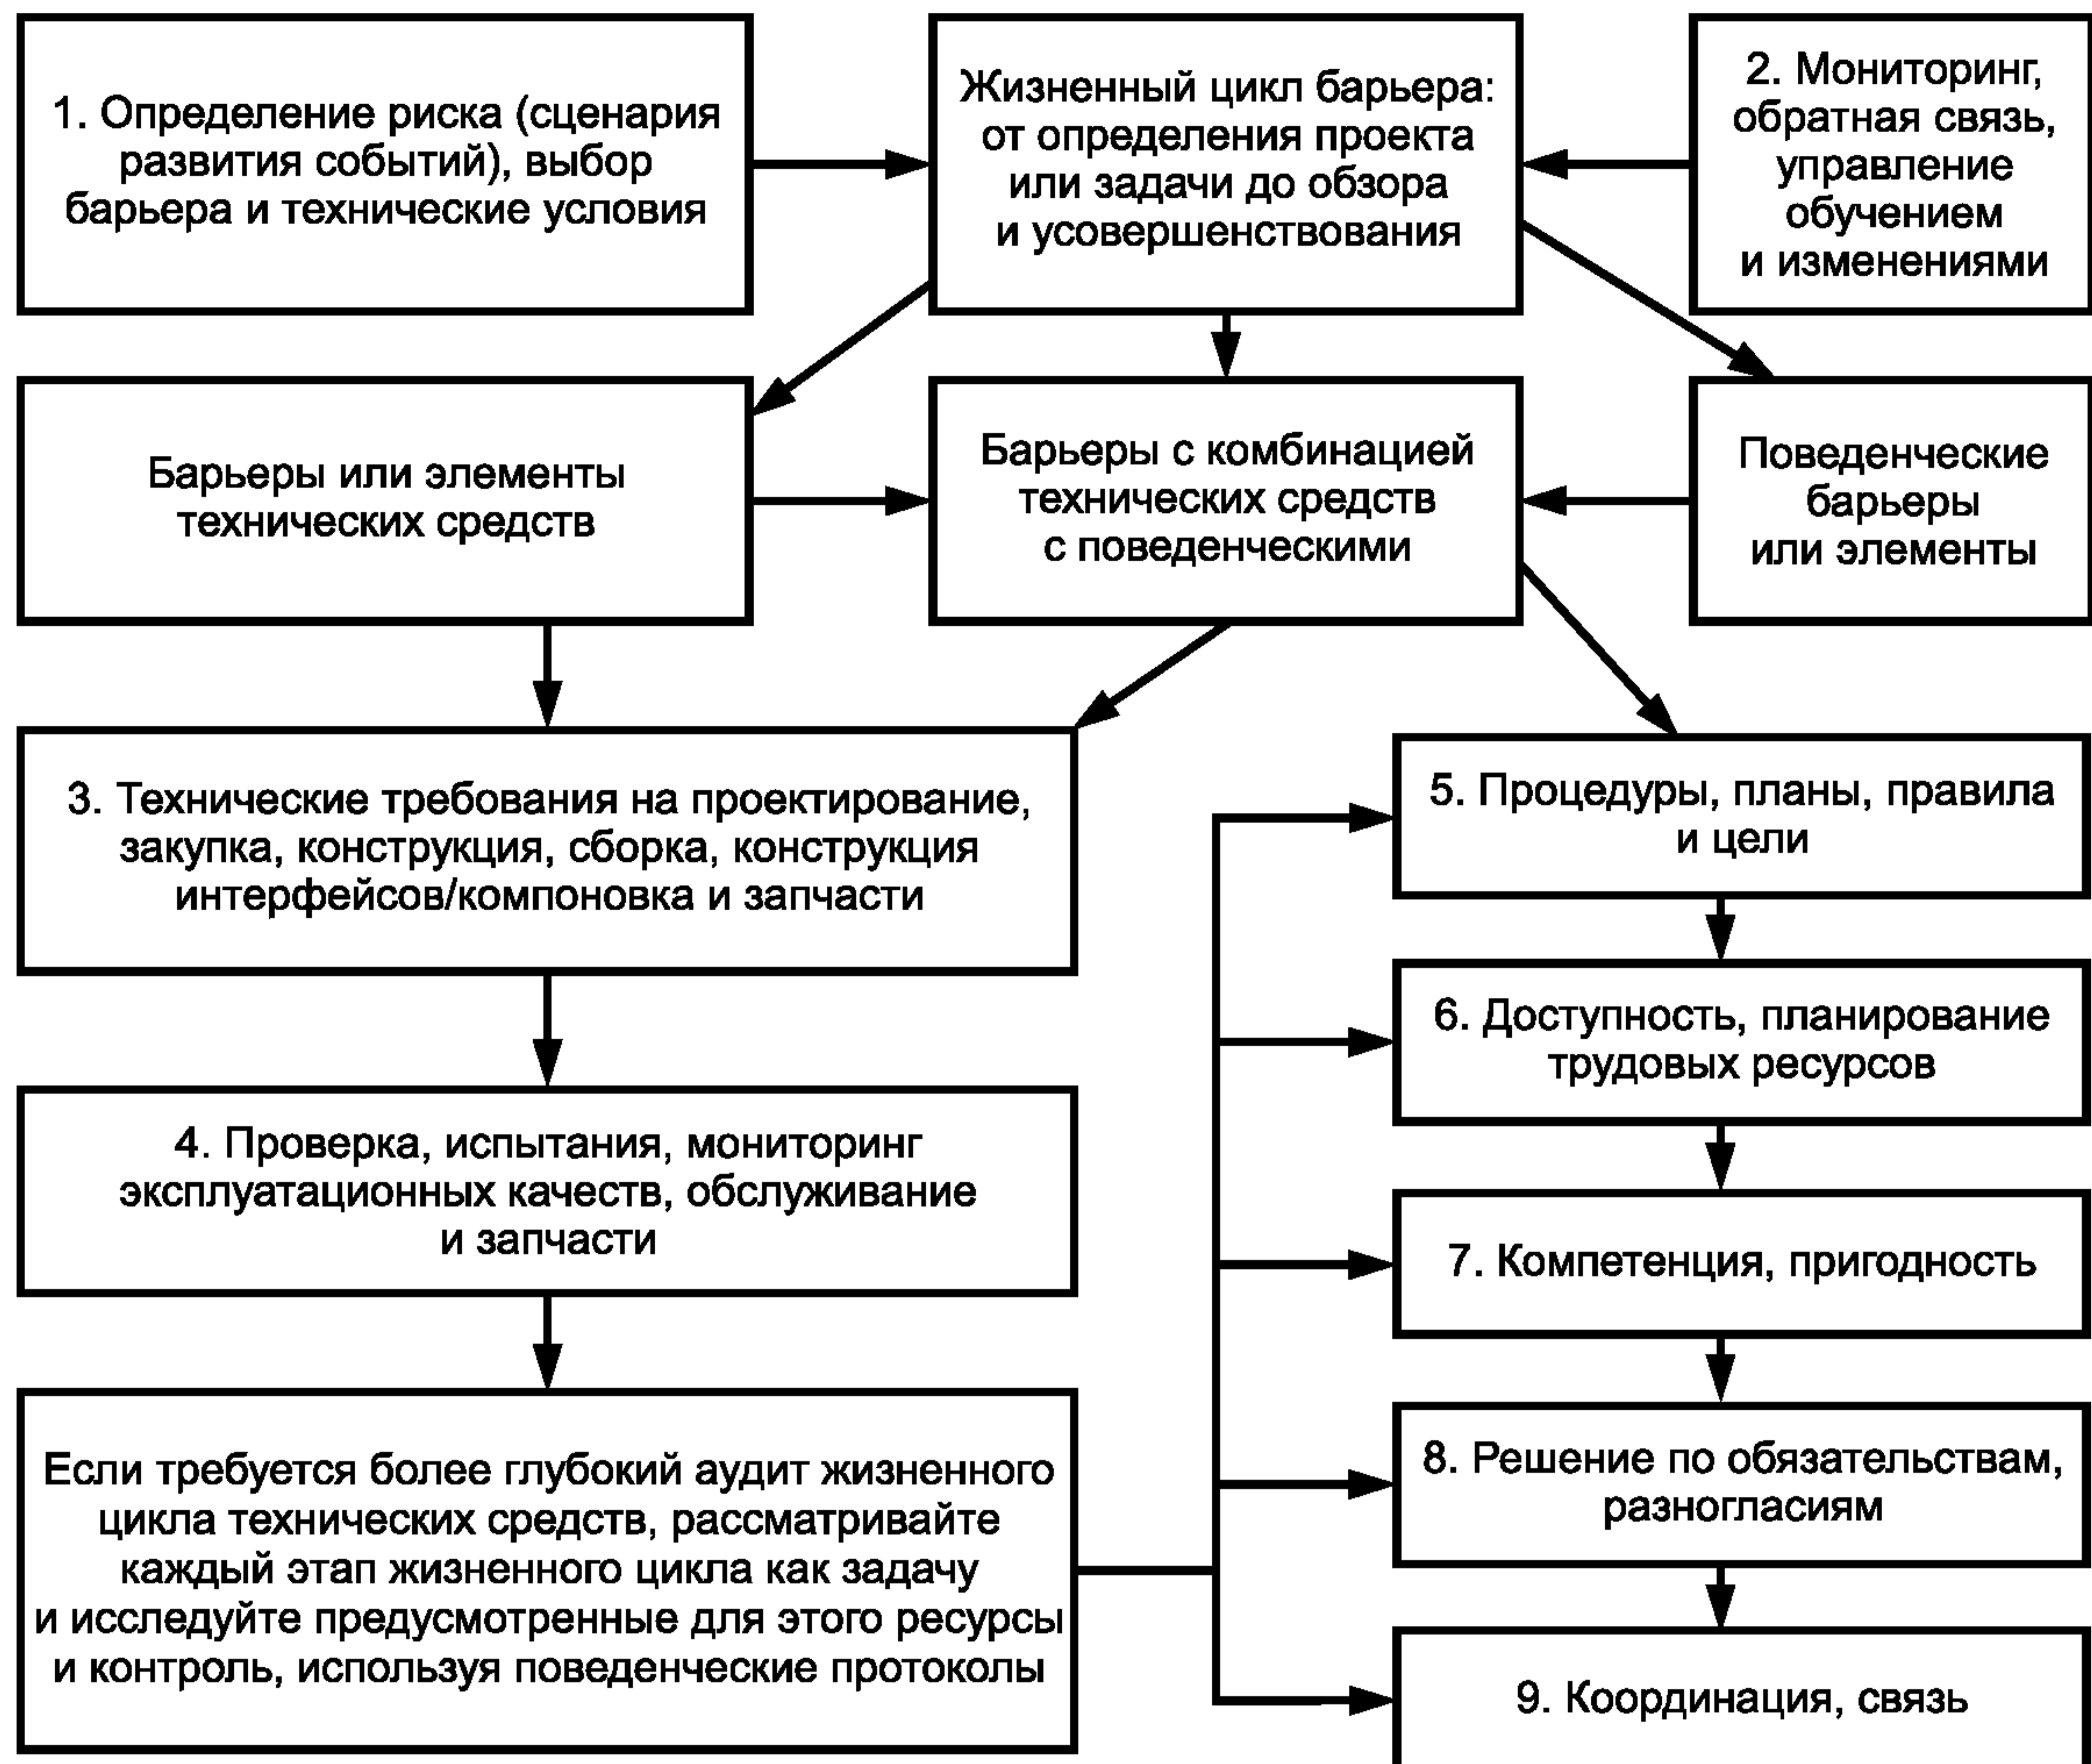 1. Определение риска (сценария
развития событий), выбор
барьера и технические условия
Жизненный цикл барьера:
от определения проекта
или задачи до обзора
и усовершенствования
2. Мониторинг,
обратная связь,
управление
обучением
и изменениями
Барьеры или элементы
технических средств
Барьеры с комбинацией
технических средств
с поведенческими
Поведенческие
барьеры
или элементы
3. Технические требования на проектирование,
закупка, конструкция, сборка, конструкция
интерфейсов/компоновка и запчасти
4. Проверка, испытания, мониторинг
эксплуатационных качеств, обслуживание
и запчасти
Если требуется более глубокий аудит жизненного
цикла технических средств, рассматривайте
каждый этап жизненного цикла как задачу
и исследуйте предусмотренные для этого ресурсы
и контроль, используя поведенческие протоколы
5. Процедуры, планы, правила
и цели
6. Доступность, планирование
трудовых ресурсов
7. Компетенция, пригодность
8. Решение по обязательствам,
разногласиям
9. Координация, связь